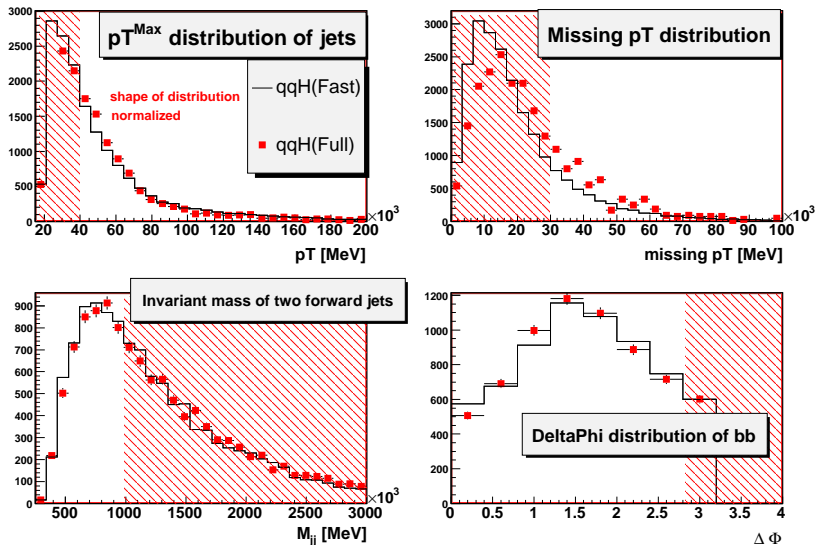 pT^Max distribution of jets
3000
2500
2000
1500
1000
500
0
shape of distribution
normalized
qqH(Fast)
qqH(Full)
20 40 60 80 100 120 140 160 180 200
×10^3
pT [MeV]
Missing pT distribution
3000
2500
2000
1500
1000
500
0
0 10 20 30 40 50 60 70 80 90 100
×10^3
missing pT [MeV]
Invariant mass of two forward jets
900
800
700
600
500
400
300
200
100
0
500 1000 1500 2000 2500 3000
×10^3
M_jj [MeV]
1200
1000
800
600
400
200
0
DeltaPhi distribution of bb
0 0.5 1 1.5 2 2.5 3 3.5 4
Δ Φ